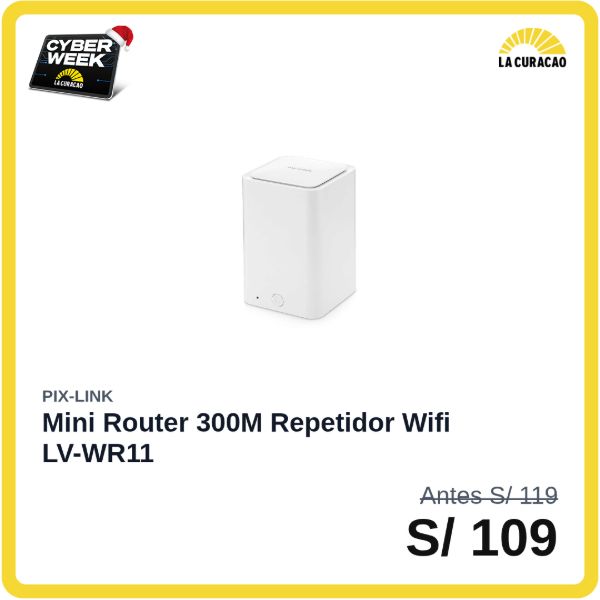 CYBER
WEEK
LA CURACAO
LA CURACAO
PIX-LINK
Mini Router 300M Repetidor Wifi
LV-WR11
Antes S/ 119
S/ 109